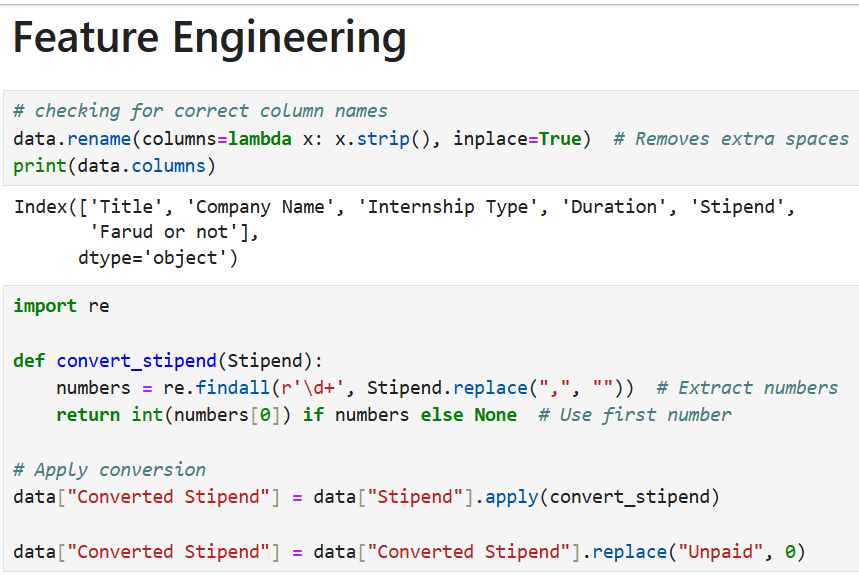 Feature Engineering
# checking for correct column names
data.rename(columns=lambda x: x.strip(), inplace=True)  # Removes extra spaces
print(data.columns)
Index(['Title', 'Company Name', 'Internship Type', 'Duration', 'Stipend',
       'Farud or not'],
      dtype='object')
import re
def convert_stipend(Stipend):
    numbers = re.findall(r'\d+', Stipend.replace(",", ""))  # Extract numbers
    return int(numbers[0]) if numbers else None  # Use first number
# Apply conversion
data["Converted Stipend"] = data["Stipend"].apply(convert_stipend)
data["Converted Stipend"] = data["Converted Stipend"].replace("Unpaid", 0)